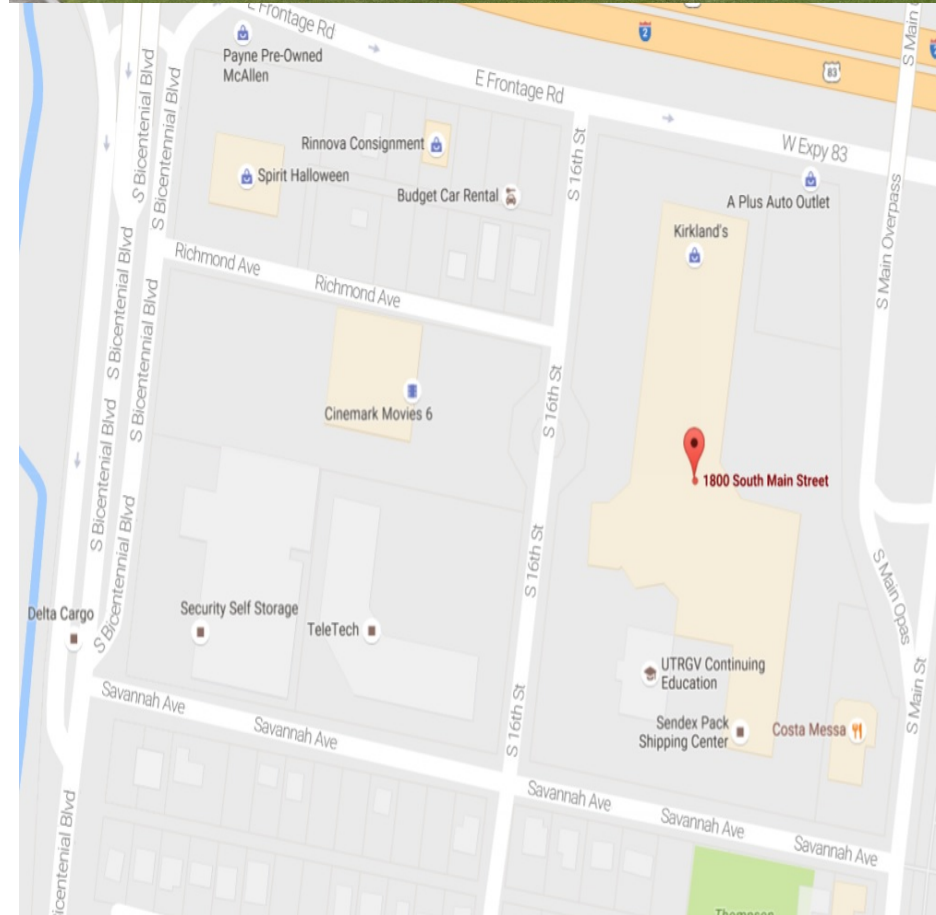 E Frontage Rd
S Main
2
83
Payne Pre-Owned
McAllen
E Frontage Rd
W Expy 83
S Bicentenial Blvd
S Bicentennial Blvd
Rinnova Consignment
Spirit Halloween
Budget Car Rental
S 16th St
A Plus Auto Outlet
Kirkland's
S Main Overpass
Richmond Ave
Richmond Ave
S Bicentenial Blvd
S Bicentennial Blvd
Cinemark Movies 6
S 16th St
1800 South Main Street
S Bicentenial Blvd
S Bicentennial Blvd
S 16th St
S Main Opas
Delta Cargo
Security Self Storage
TeleTech
UTRGV Continuing
Education
S Main St
Savannah Ave
Savannah Ave
S 16th St
Sendex Pack
Shipping Center
Costa Messa
Savannah Ave
Savannah Ave
Savannah Ave
icentenial Blvd